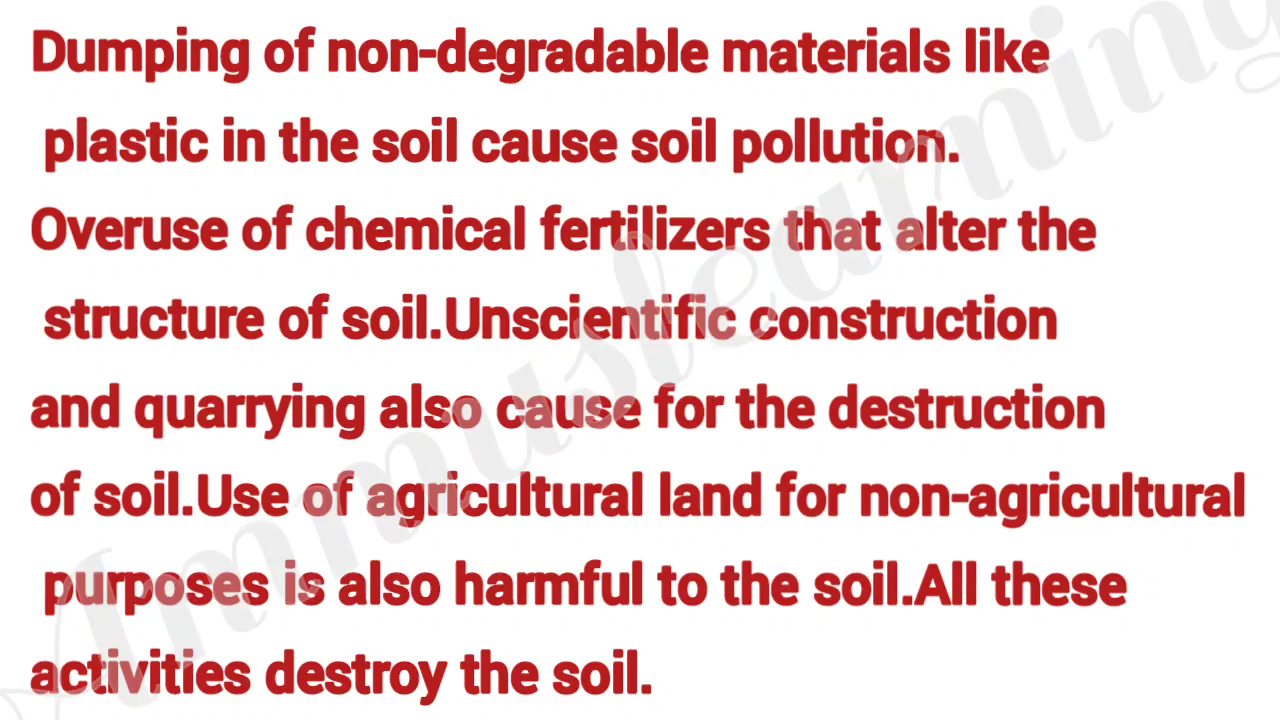 Dumping of non-degradable materials like
plastic in the soil cause soil pollution.
Overuse of chemical fertilizers that alter the
structure of soil.Unscientific construction
and quarrying also cause for the destruction
of soil.Use of agricultural land for non-agricultural
purposes is also harmful to the soil.All these
activities destroy the soil.
Ammuslearning